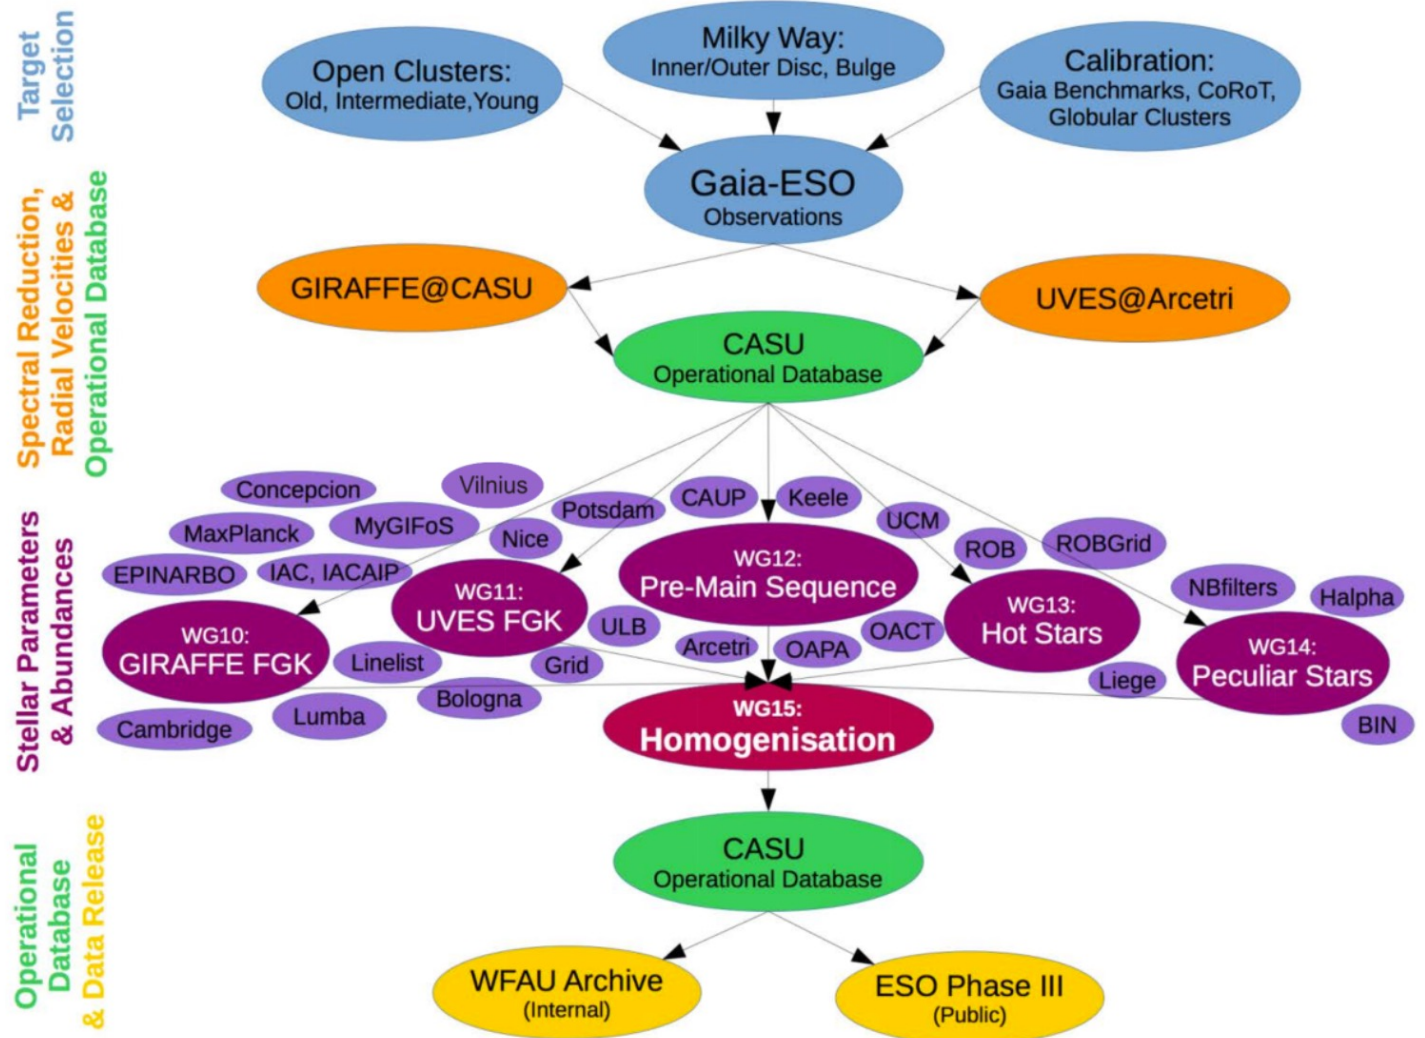 Target
Selection
Open Clusters:
Old, Intermediate,Young
Milky Way:
Inner/Outer Disc, Bulge
Calibration:
Gaia Benchmarks, CoRoT,
Globular Clusters
Gaia-ESO
Observations
Spectral Reduction,
Radial Velocities &
Operational Database
GIRAFFE@CASU
UVES@Arcetri
CASU
Operational Database
Stellar Parameters
& Abundances
Concepcion
Vilnius
MaxPlanck
MyGIFoS
Nice
Potsdam
CAUP
Keele
UCM
ROB
ROBGrid
EPINARBO
IAC, IACAIP
NBfilters
Halpha
WG10:
GIRAFFE FGK
WG11:
UVES FGK
WG12:
Pre-Main Sequence
WG13:
Hot Stars
WG14:
Peculiar Stars
ULB
Arcetri
OAPA
OACT
Linelist
Grid
Liege
Bologna
Cambridge
Lumba
BIN
WG15:
Homogenisation
Operational
Database
& Data Release
CASU
Operational Database
WFAU Archive
(Internal)
ESO Phase III
(Public)